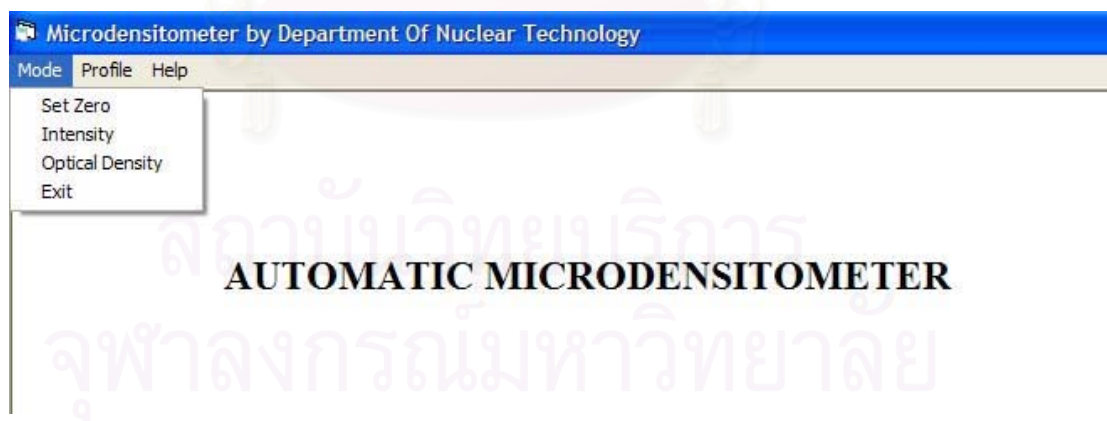 Microdensitometer by Department Of Nuclear Technology
Mode Profile Help
Set Zero
Intensity
Optical Density
Exit
สถาบันวิทยบริการ
AUTOMATIC MICRODENSITOMETER
จุฬาลงกรณ์มหาวิทยาลัย